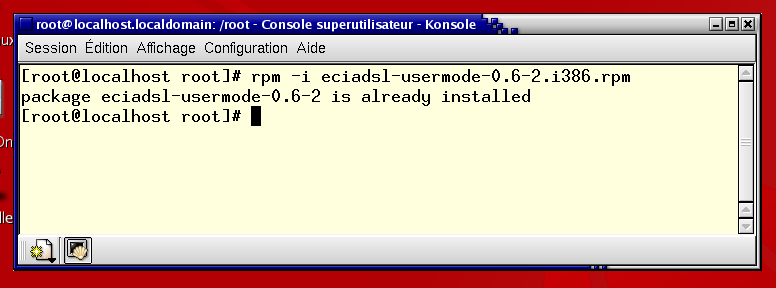 root@localhost.localdomain: /root - Console superutilisateur - Konsole
Session Édition Affichage Configuration Aide
[root@localhost root]# rpm -i eciadsl-usermode-0.6-2.i386.rpm
package eciadsl-usermode-0.6-2 is already installed
[root@localhost root]#